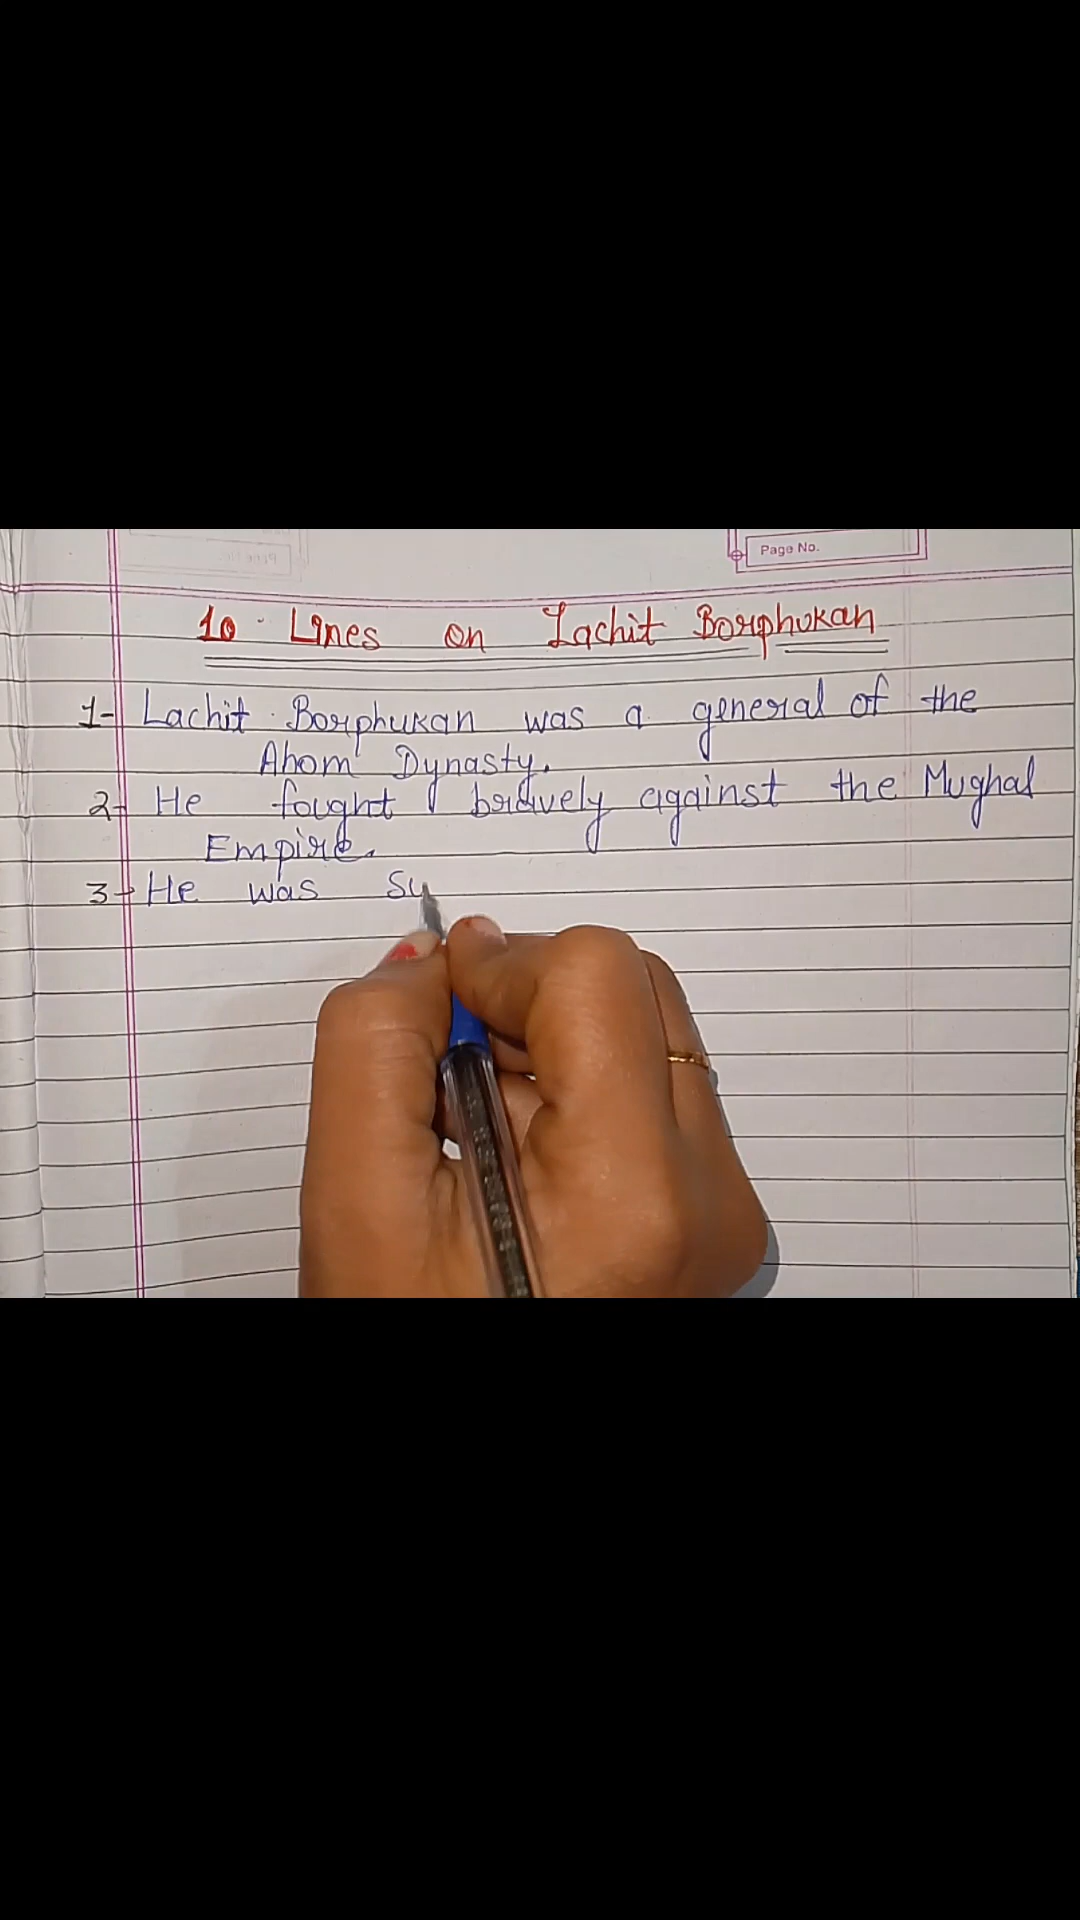 Page No.
10 Lines on Lachit Borphukan
1- Lachit Borphukan was a general of the
Ahom Dynasty.
2- He fought bravely against the Mughal
Empire.
3- He was Su